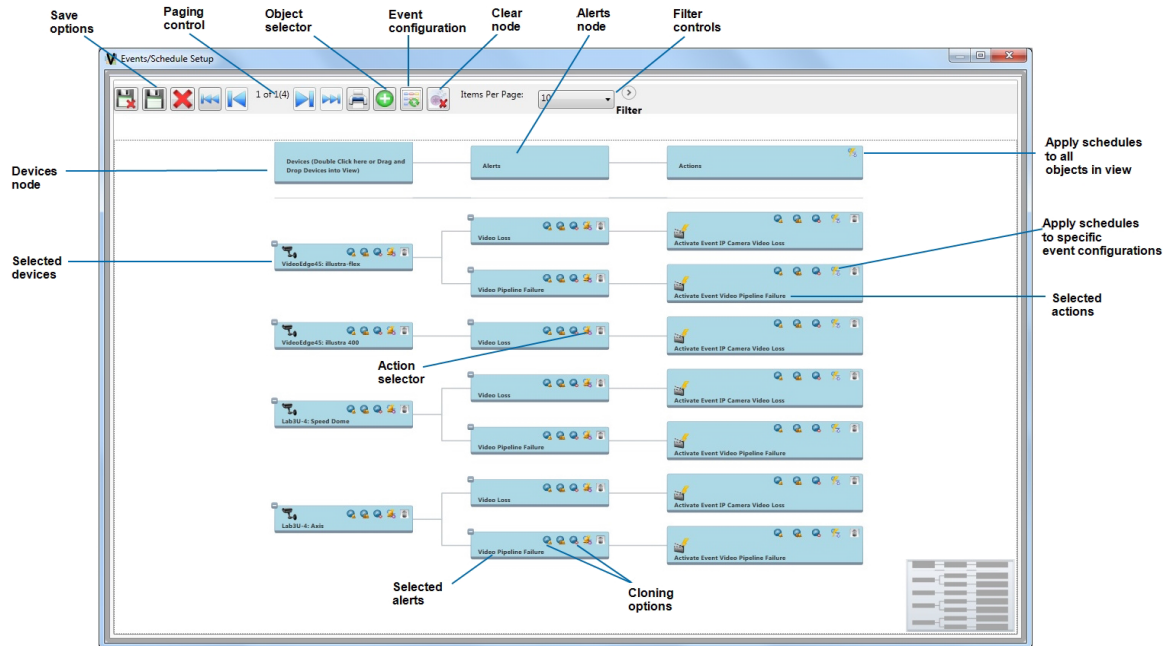 Save
options
Paging
control
Object
selector
Event
configuration
Clear
node
Alerts
node
Filter
controls
Events/Schedule Setup
1 of 1(4)
Items Per Page:
10
Filter
Devices (Double Click here or Drag and
Drop Devices into View)
Alerts
Actions
Apply schedules
to all
objects in view
Devices
node
Video Loss
Activate Event IP Camera Video Loss
Apply schedules
to specific
event configurations
Selected
devices
VideoEdge45: illustra-flex
Video Pipeline Failure
Activate Event Video Pipeline Failure
Selected
actions
VideoEdge45: illustra 400
Video Loss
Activate Event IP Camera Video Loss
Action
selector
Video Loss
Activate Event IP Camera Video Loss
Lab3U-4: Speed Dome
Video Pipeline Failure
Activate Event Video Pipeline Failure
Video Loss
Activate Event IP Camera Video Loss
Lab3U-4: Axis
Video Pipeline Failure
Activate Event Video Pipeline Failure
Selected
alerts
Cloning
options